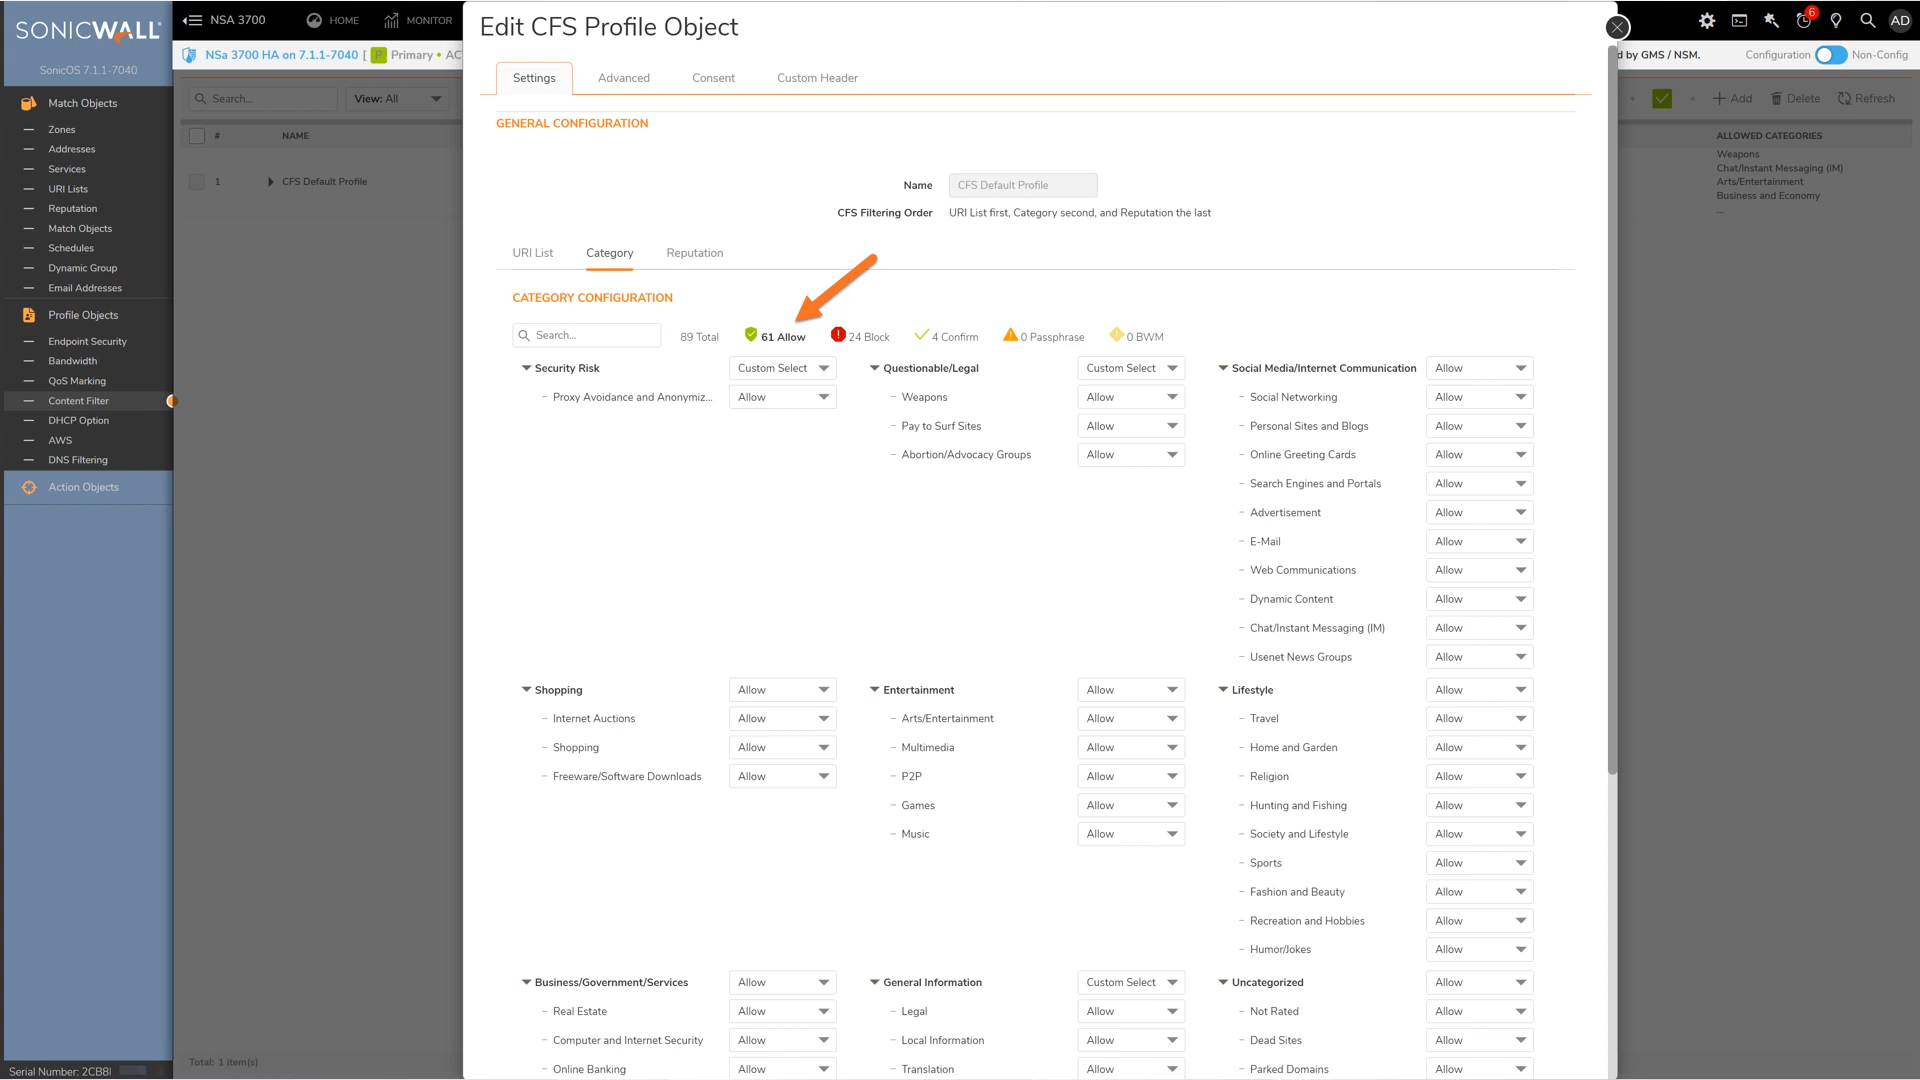 SONICWALL
SonicOS 7.1.1-7040
Match Objects
Zones
Addresses
Services
URI Lists
Reputation
Match Objects
Schedules
Dynamic Group
Email Addresses
Profile Objects
Endpoint Security
Bandwidth
QoS Marking
Content Filter
DHCP Option
AWS
DNS Filtering
Action Objects
Serial Number: 2CB8
NSA 3700
HOME
MONITOR
NSa 3700 HA on 7.1.1-7040 [ P Primary • AC
Search...
View: All
# NAME
1 CFS Default Profile
Total: 1 item(s)
Edit CFS Profile Object
Settings Advanced Consent Custom Header
GENERAL CONFIGURATION
Name CFS Default Profile
CFS Filtering Order URI List first, Category second, and Reputation the last
URI List Category Reputation
CATEGORY CONFIGURATION
Search... 89 Total 61 Allow 24 Block 4 Confirm 0 Passphrase 0 BWM
Security Risk Custom Select
Proxy Avoidance and Anonymiz... Allow
Questionable/Legal Custom Select
Weapons Allow
Pay to Surf Sites Allow
Abortion/Advocacy Groups Allow
Social Media/Internet Communication Allow
Social Networking Allow
Personal Sites and Blogs Allow
Online Greeting Cards Allow
Search Engines and Portals Allow
Advertisement Allow
E-Mail Allow
Web Communications Allow
Dynamic Content Allow
Chat/Instant Messaging (IM) Allow
Usenet News Groups Allow
Shopping Allow
Internet Auctions Allow
Shopping Allow
Freeware/Software Downloads Allow
Entertainment Allow
Arts/Entertainment Allow
Multimedia Allow
P2P Allow
Games Allow
Music Allow
Lifestyle Allow
Travel Allow
Home and Garden Allow
Religion Allow
Hunting and Fishing Allow
Society and Lifestyle Allow
Sports Allow
Fashion and Beauty Allow
Recreation and Hobbies Allow
Humor/Jokes Allow
Business/Government/Services Allow
Real Estate Allow
Computer and Internet Security Allow
Online Banking Allow
General Information Custom Select
Legal Allow
Local Information Allow
Translation Allow
Uncategorized Allow
Not Rated Allow
Dead Sites Allow
Parked Domains Allow
6
AD
d by GMS / NSM. Configuration Non-Config
Add Delete Refresh
ALLOWED CATEGORIES
Weapons
Chat/Instant Messaging (IM)
Arts/Entertainment
Business and Economy
...